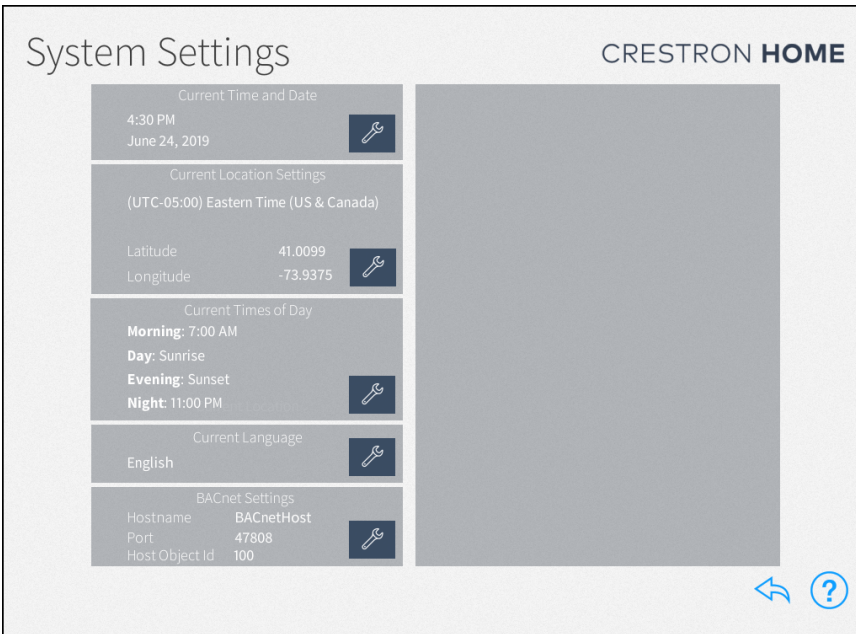 System Settings
CRESTRON HOME
Current Time and Date
4:30 PM
June 24, 2019
Current Location Settings
(UTC-05:00) Eastern Time (US & Canada)
Latitude 41.0099
Longitude -73.9375
Current Times of Day
Morning: 7:00 AM
Day: Sunrise
Evening: Sunset
Night: 11:00 PM
Current Language
English
BACnet Settings
Hostname BACnetHost
Port 47808
Host Object Id 100
?